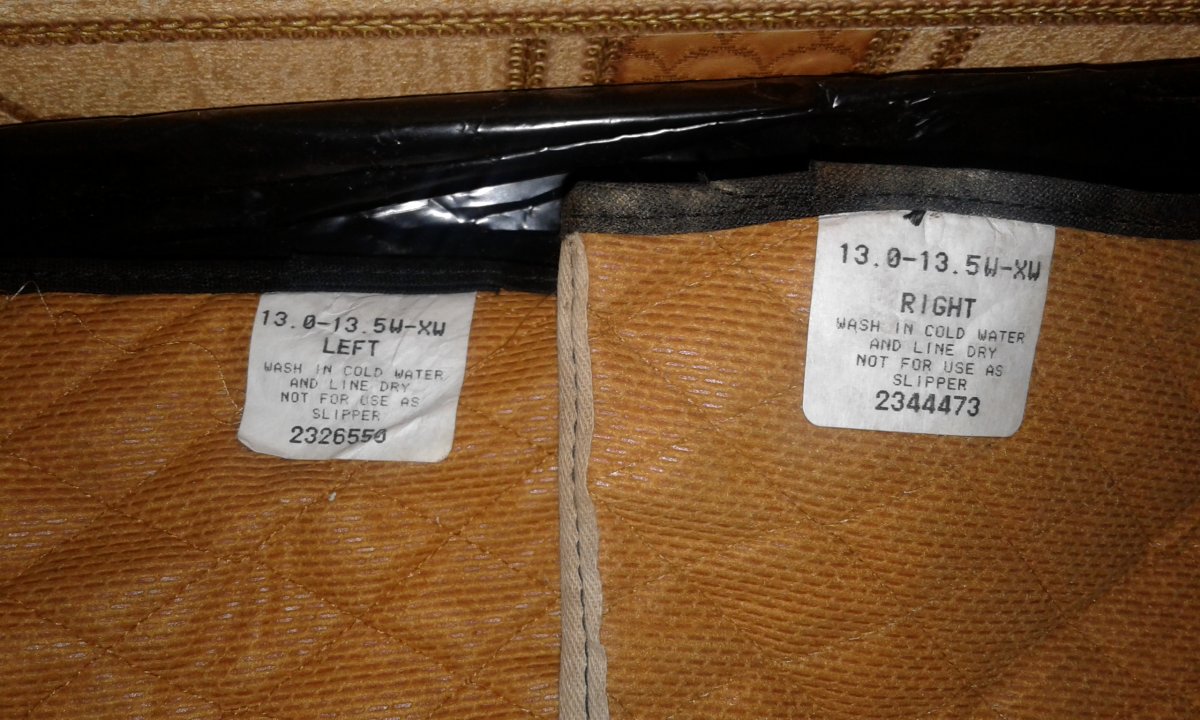 13.0-13.5W-XW
LEFT
WASH IN COLD WATER
AND LINE DRY
NOT FOR USE AS
SLIPPER
2326550
13.0-13.5W-XW
RIGHT
WASH IN COLD WATER
AND LINE DRY
NOT FOR USE AS
SLIPPER
2344473